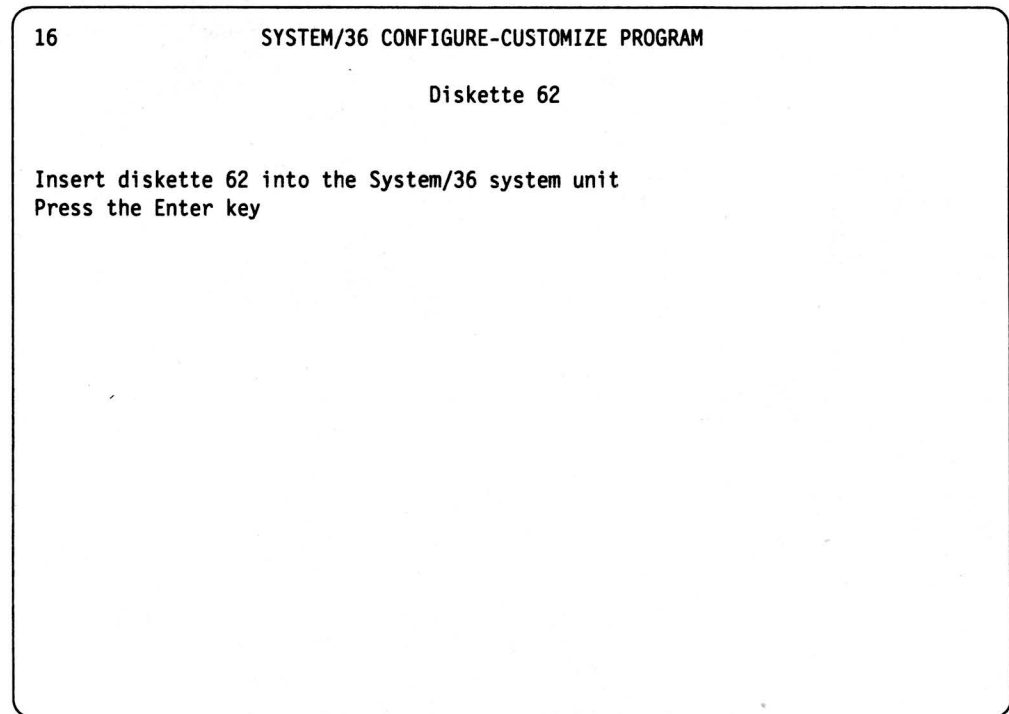 16 SYSTEM/36 CONFIGURE-CUSTOMIZE PROGRAM
Diskette 62
Insert diskette 62 into the System/36 system unit
Press the Enter key